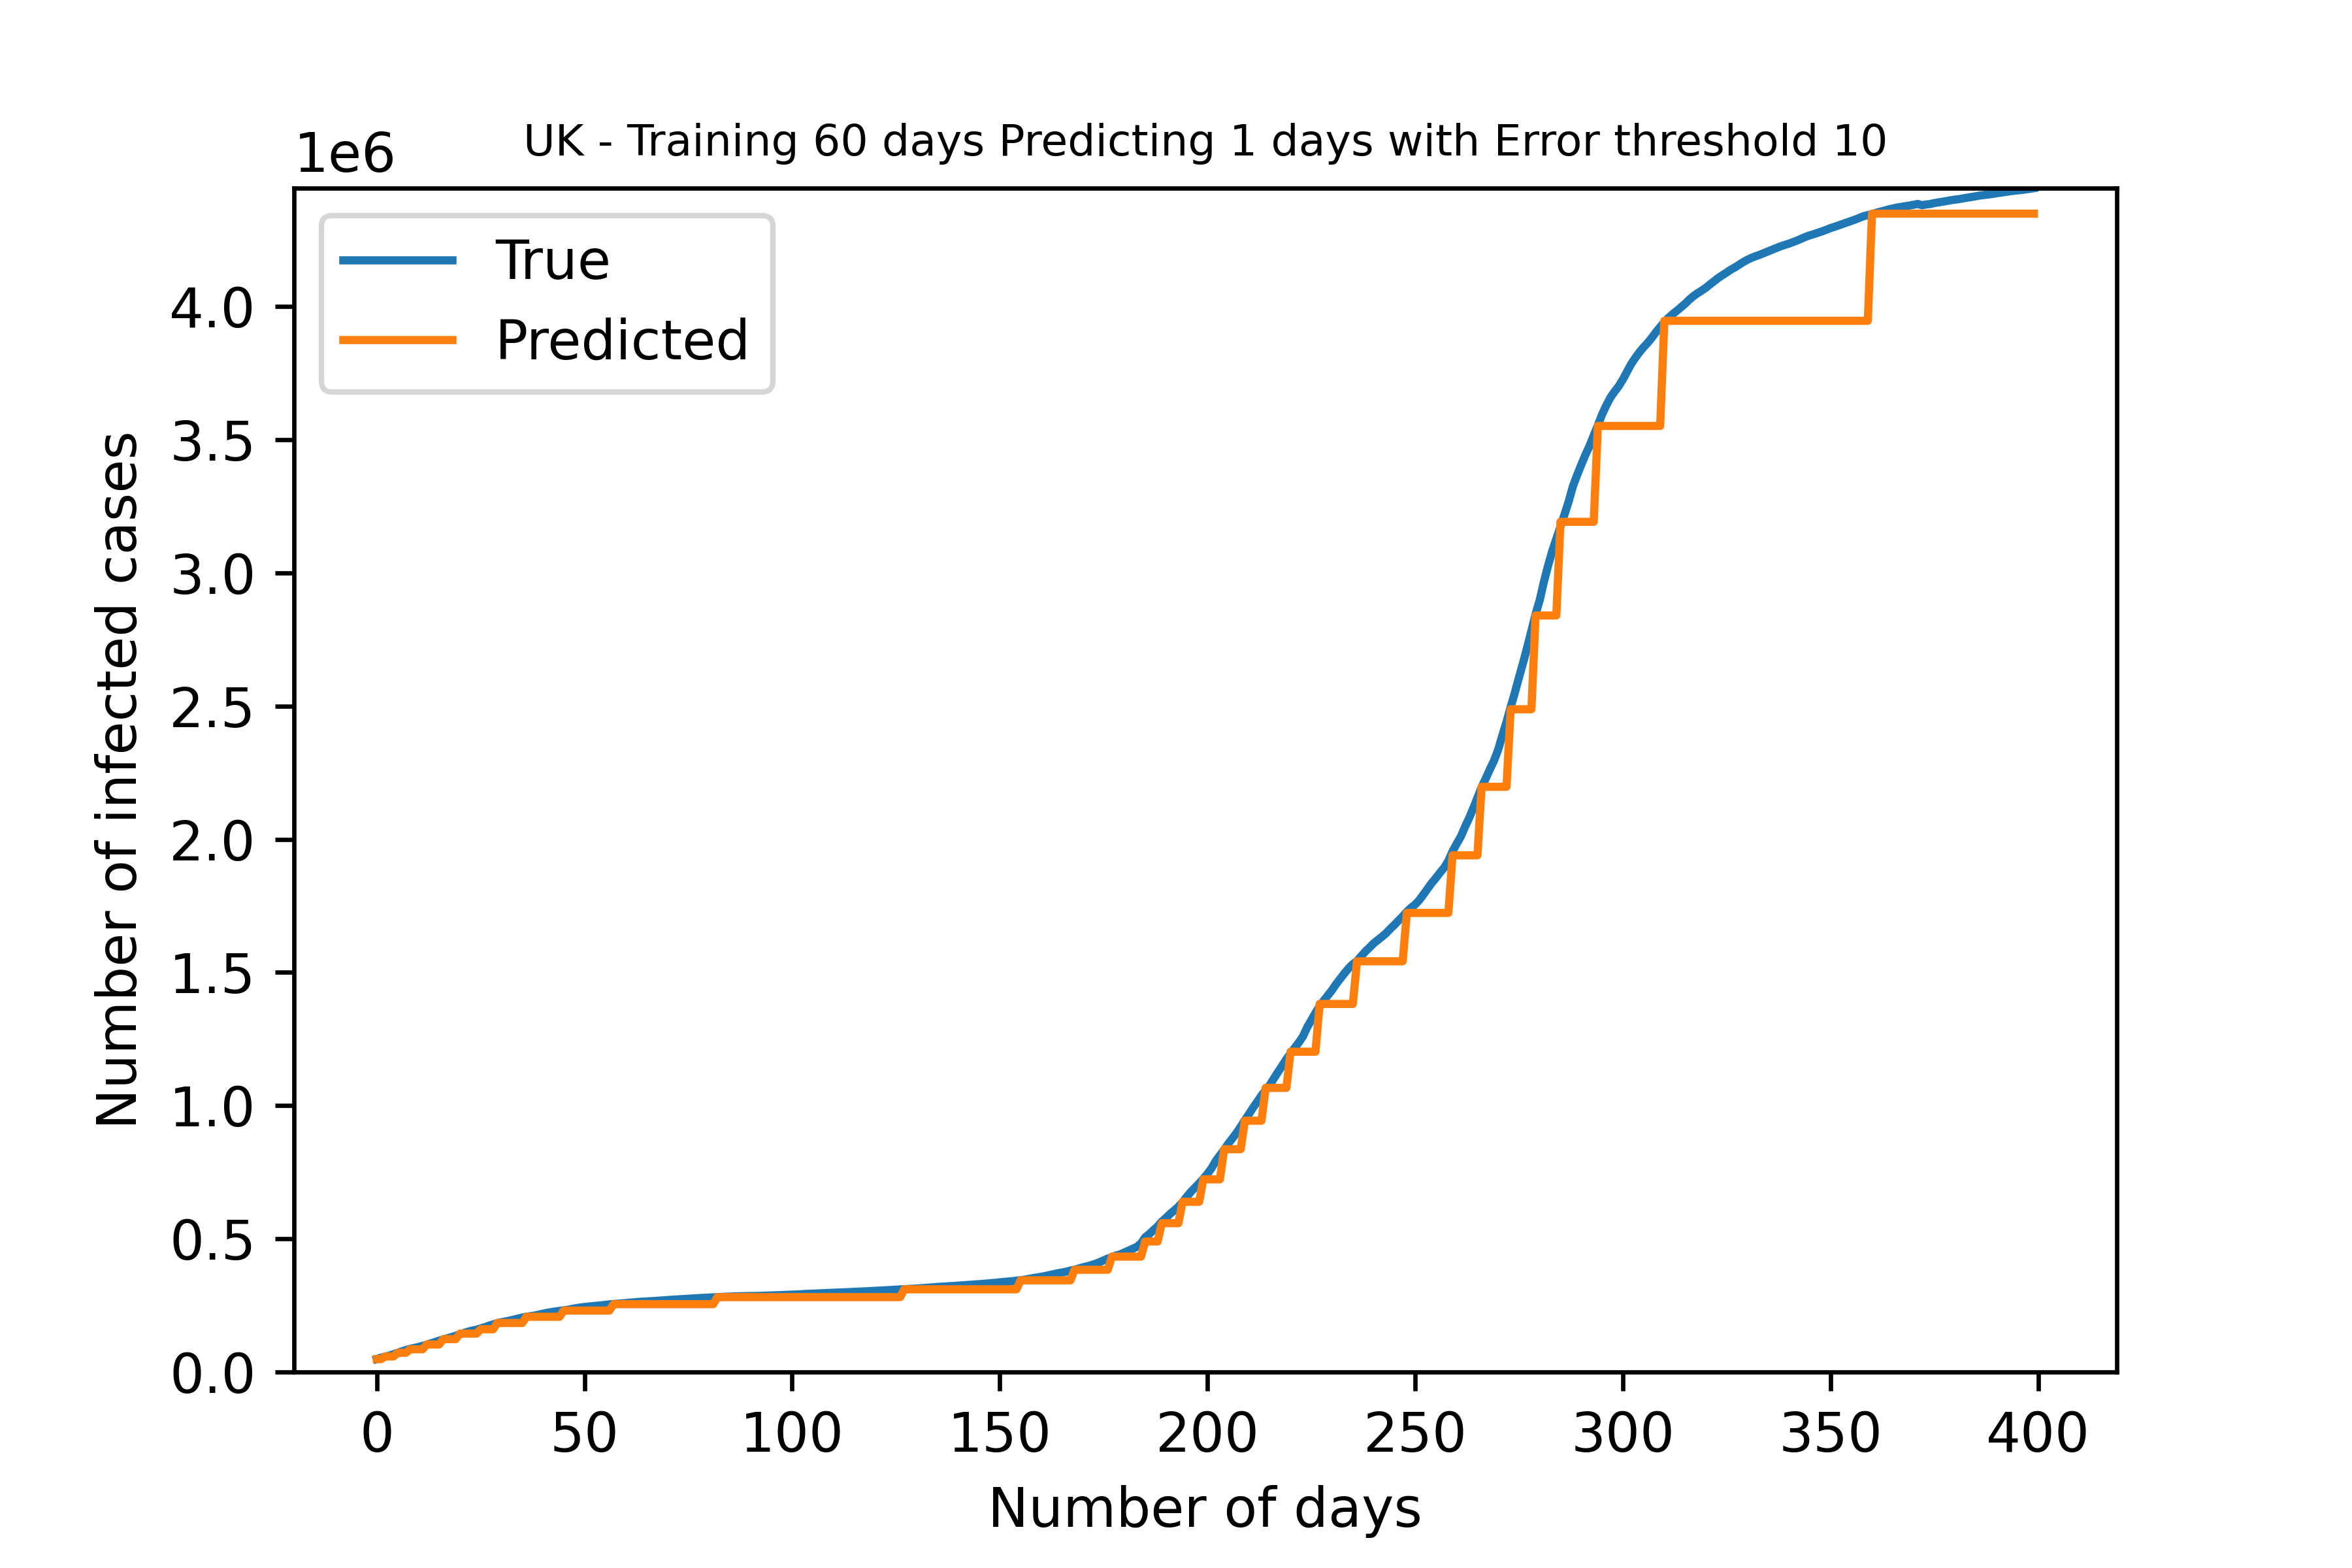 UK - Training 60 days Predicting 1 days with Error threshold 10
1e6
True
Predicted
4.0
3.5
3.0
2.5
2.0
1.5
1.0
0.5
0.0
Number of infected cases
0 50 100 150 200 250 300 350 400
Number of days